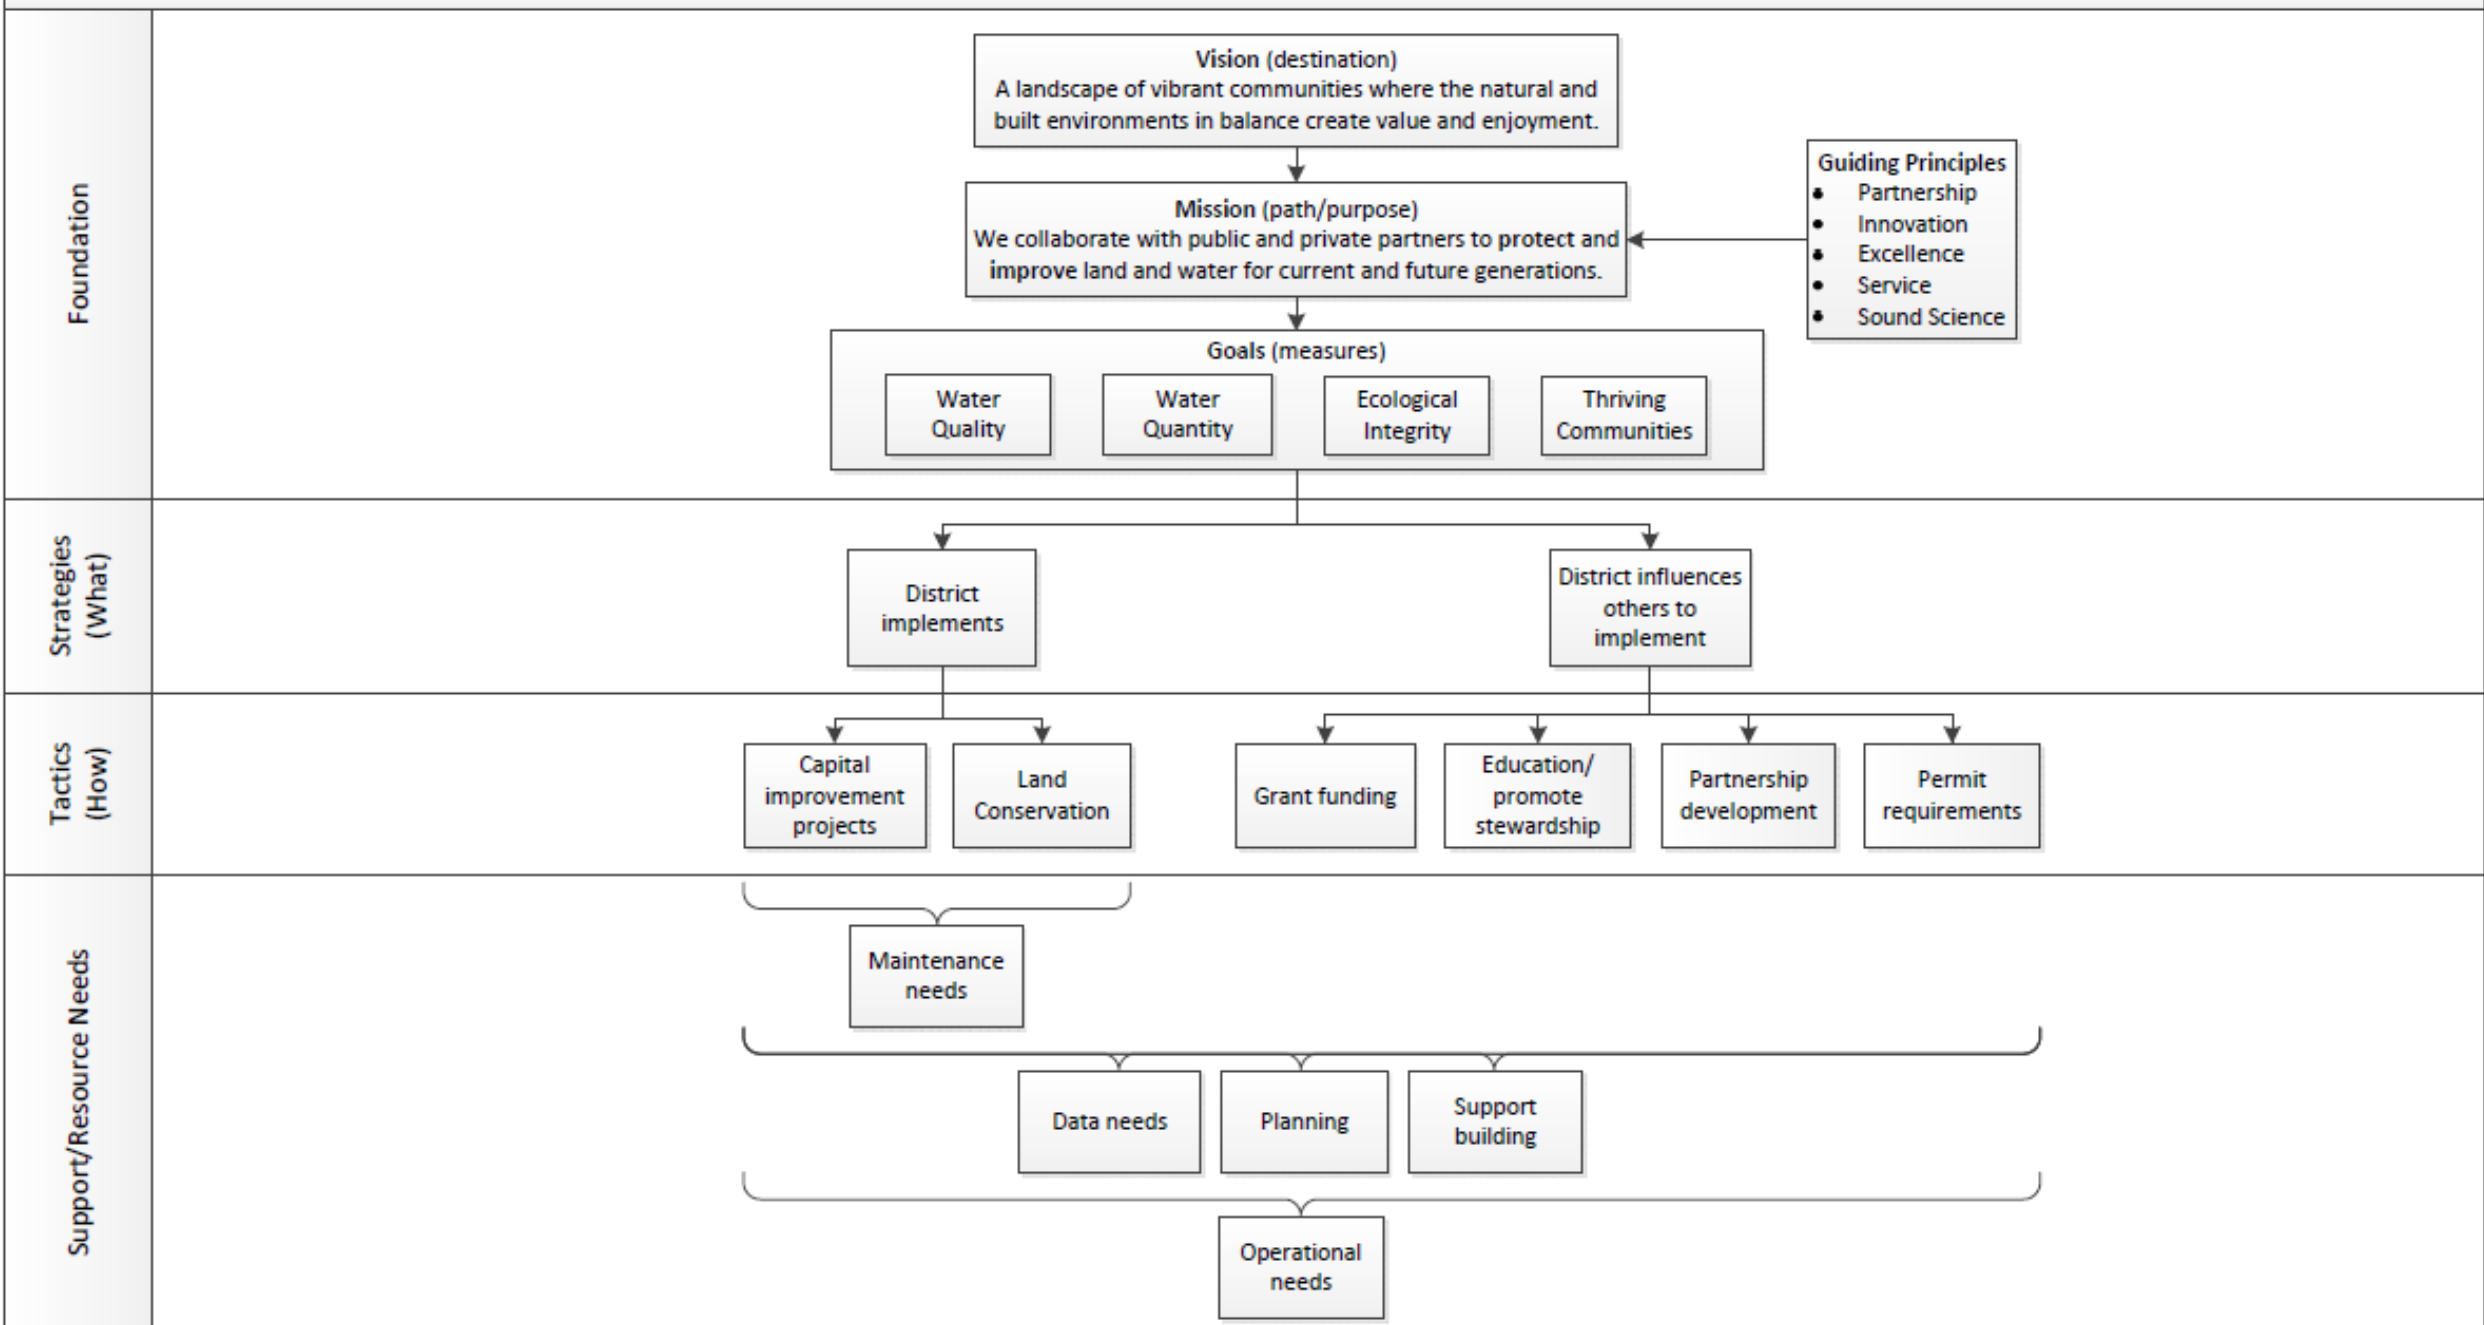 Foundation
Vision (destination)
A landscape of vibrant communities where the natural and
built environments in balance create value and enjoyment.
Mission (path/purpose)
We collaborate with public and private partners to protect and
improve land and water for current and future generations.
Guiding Principles
• Partnership
• Innovation
• Excellence
• Service
• Sound Science
Goals (measures)
Water
Quality
Water
Quantity
Ecological
Integrity
Thriving
Communities
Strategies
(What)
District
implements
District influences
others to
implement
Tactics
(How)
Capital
improvement
projects
Land
Conservation
Grant funding
Education/
promote
stewardship
Partnership
development
Permit
requirements
Support/Resource Needs
Maintenance
needs
Data needs
Planning
Support
building
Operational
needs